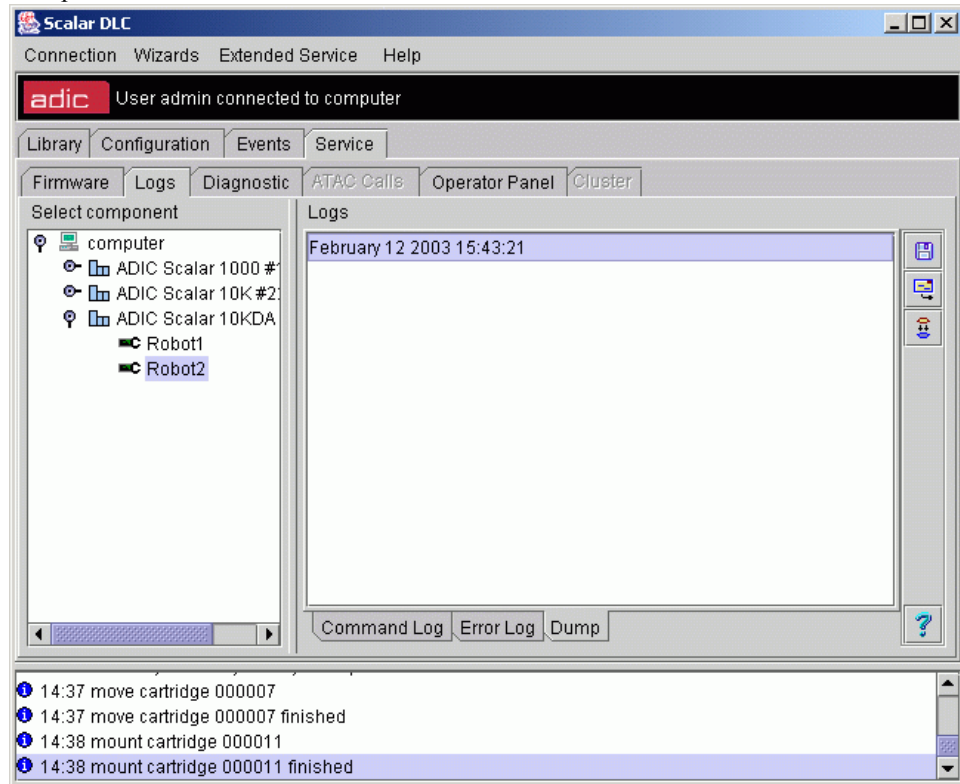 Scalar DLC
Connection Wizards Extended Service Help
adic User admin connected to computer
Library Configuration Events Service
Firmware Logs Diagnostic ATAC Calls Operator Panel Cluster
Select component
Logs
computer
ADIC Scalar 1000 #
ADIC Scalar 10K #2
ADIC Scalar 10KDA
Robot1
Robot2
February 12 2003 15:43:21
Command Log Error Log Dump
14:37 move cartridge 000007
14:37 move cartridge 000007 finished
14:38 mount cartridge 000011
14:38 mount cartridge 000011 finished